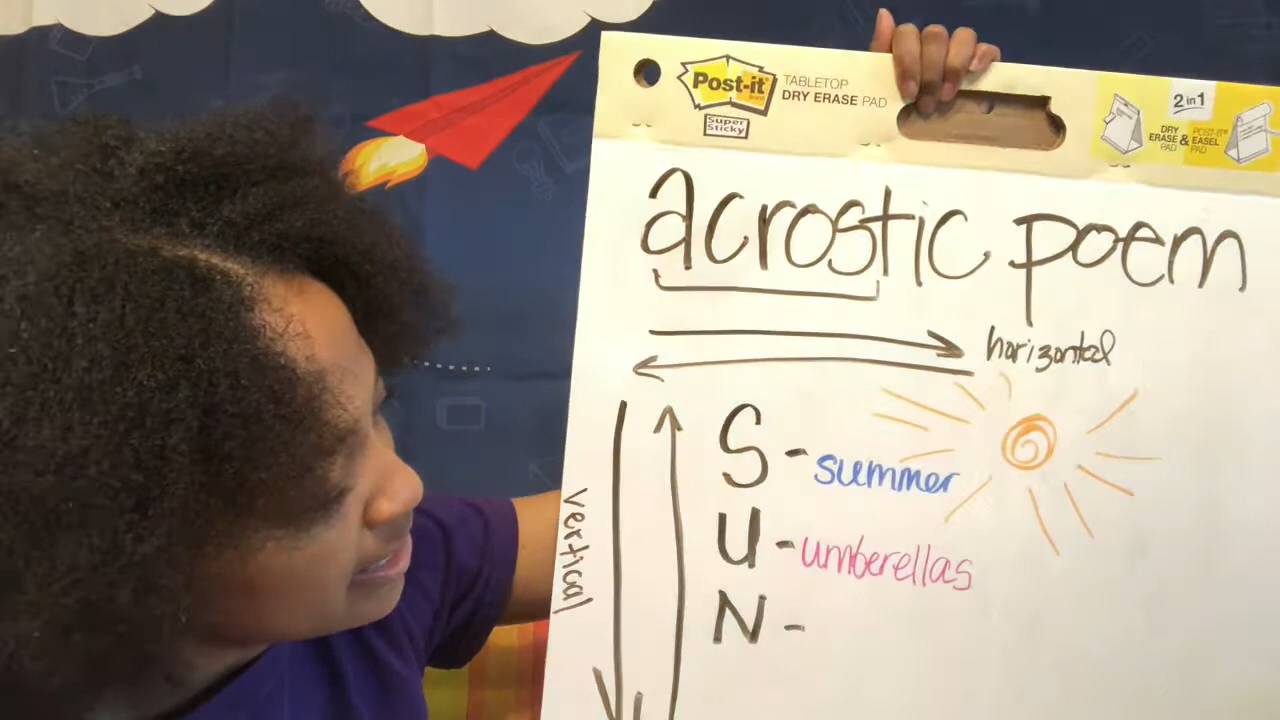 Post-it
Brand
Super
Sticky
TABLETOP
DRY ERASE PAD
2 in 1
DRY
ERASE
PAD
&
POST-IT®
EASEL
PAD
acrostic poem
horizontal
vertical
S - summer
U - umberellas
N -